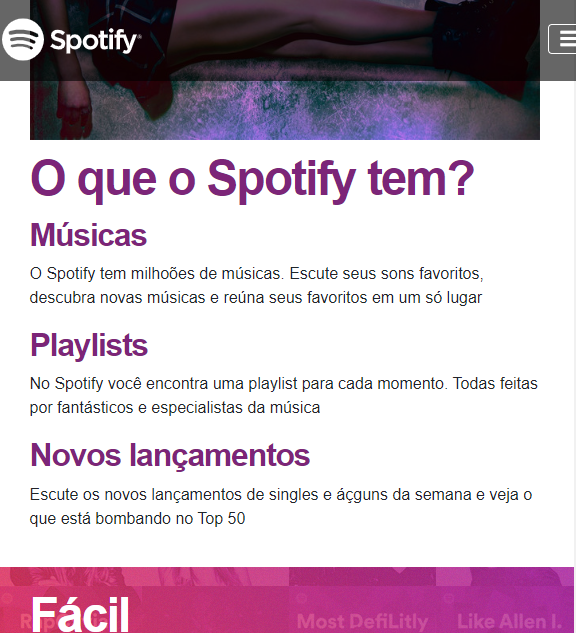 Spotify®
O que o Spotify tem?
Músicas
O Spotify tem milhoões de músicas. Escute seus sons favoritos,
descubra novas músicas e reúna seus favoritos em um só lugar
Playlists
No Spotify você encontra uma playlist para cada momento. Todas feitas
por fantásticos e especialistas da música
Novos lançamentos
Escute os novos lançamentos de singles e áçguns da semana e veja o
que está bombando no Top 50
Fácil
Most DefiLitly
Like Allen I.